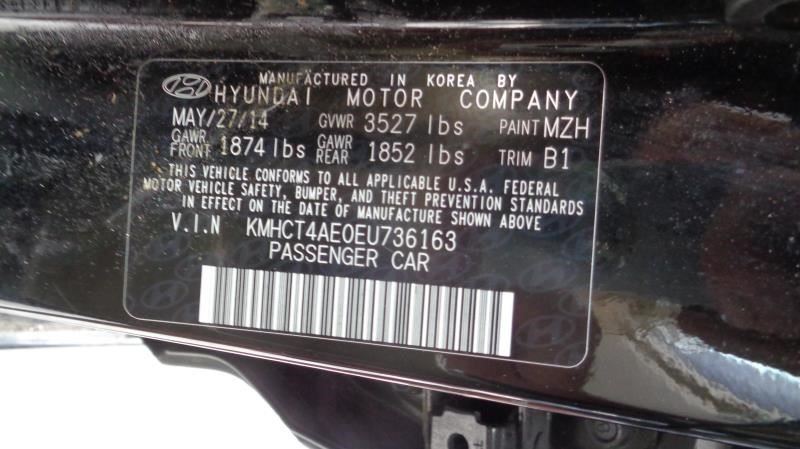 MANUFACTURED IN KOREA BY
HYUNDAI MOTOR COMPANY
MAY/27/14 GVWR 3527 lbs PAINT MZH
GAWR FRONT 1874 lbs GAWR REAR 1852 lbs TRIM B1
THIS VEHICLE CONFORMS TO ALL APPLICABLE U.S.A. FEDERAL
MOTOR VEHICLE SAFETY, BUMPER, AND THEFT PREVENTION STANDARDS
IN EFFECT ON THE DATE OF MANUFACTURE SHOWN ABOVE
V.I.N KMHCT4AE0EU736163
PASSENGER CAR